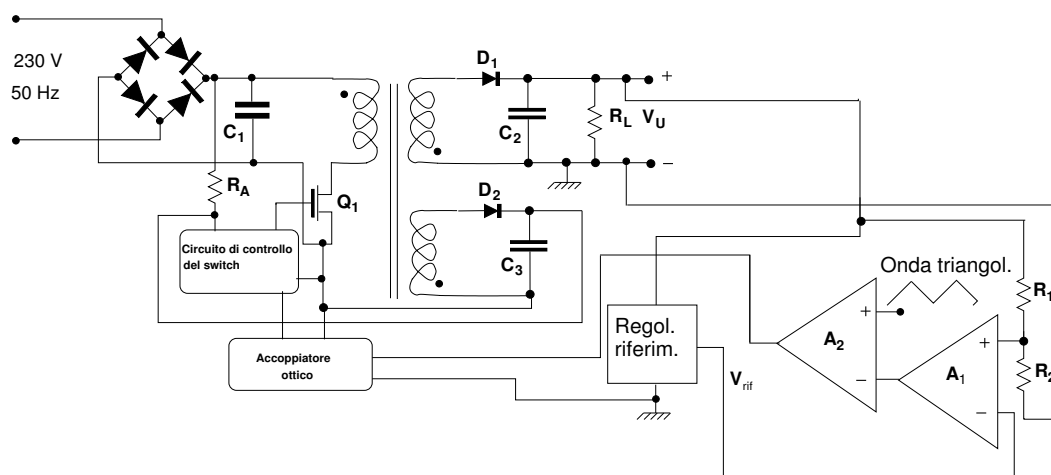 230 V
50 Hz
C1
RA
Q1
D1
C2
RL
+
VU
−
D2
C3
Circuito di controllo
del switch
Accoppiatore
ottico
Regol.
riferim.
Vrif
Onda triangol.
+
A2
−
+
A1
−
R1
R2